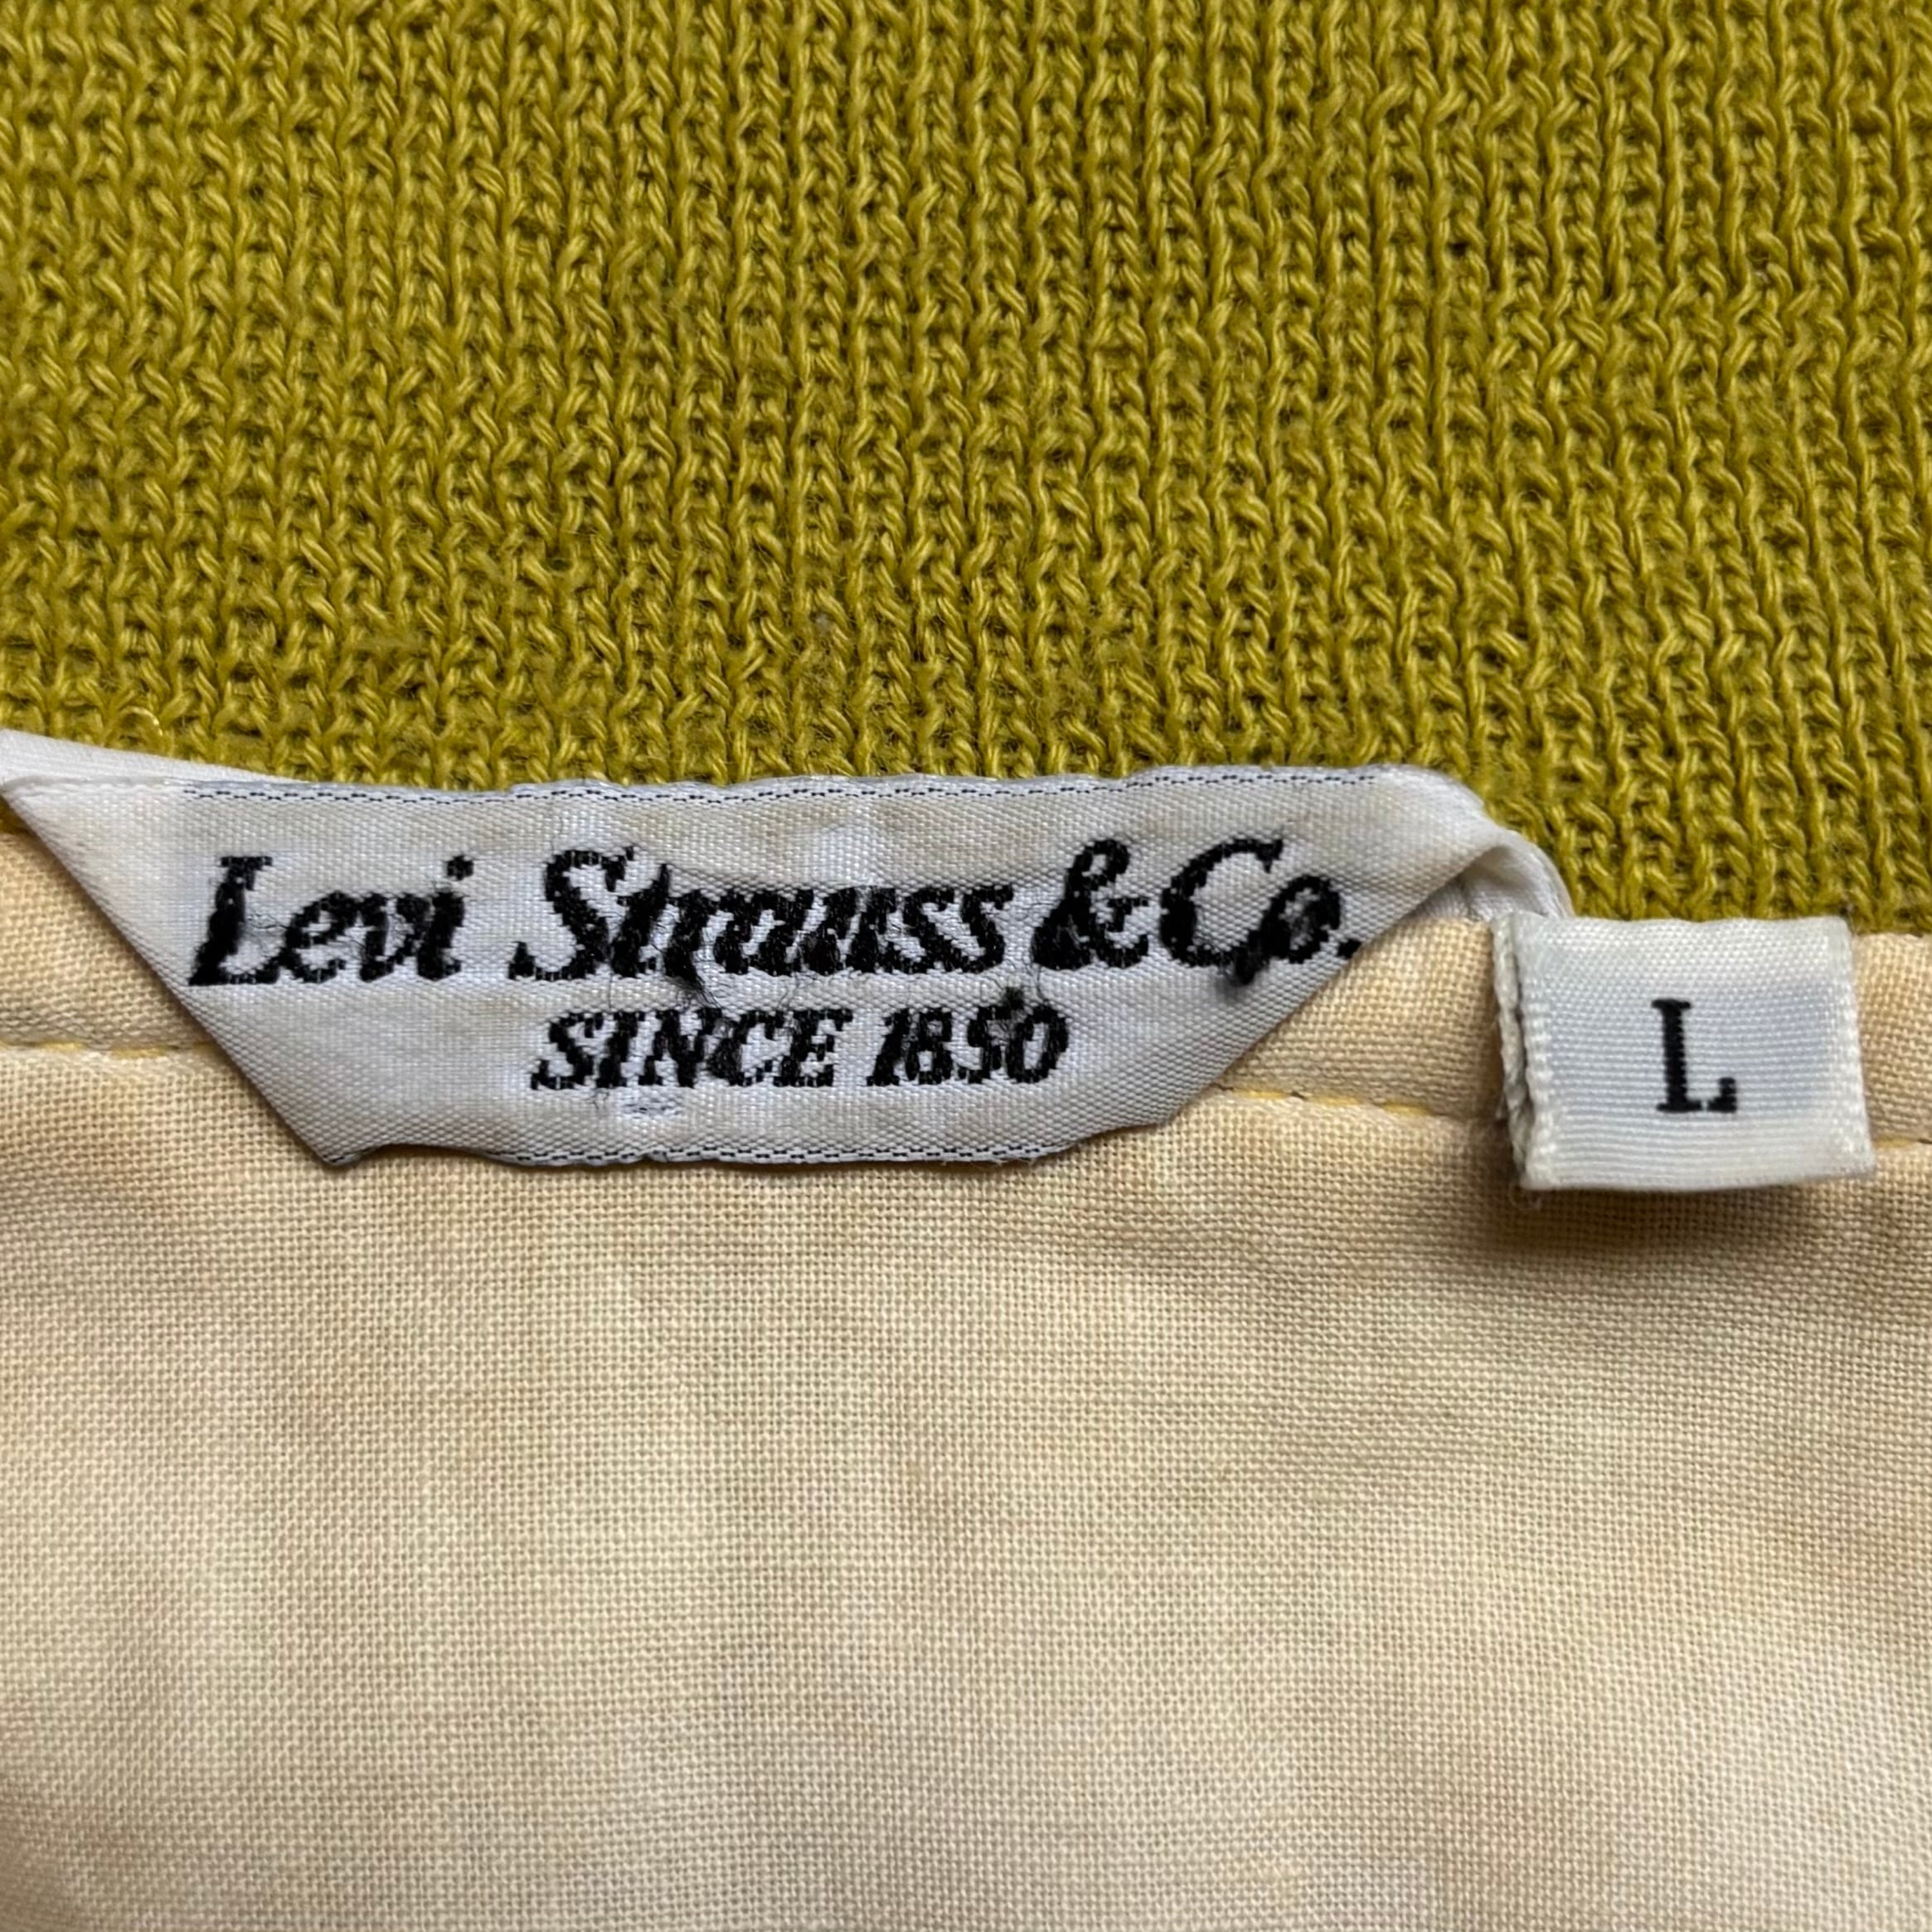 Levi Strauss & Co.
SINCE 1850
L